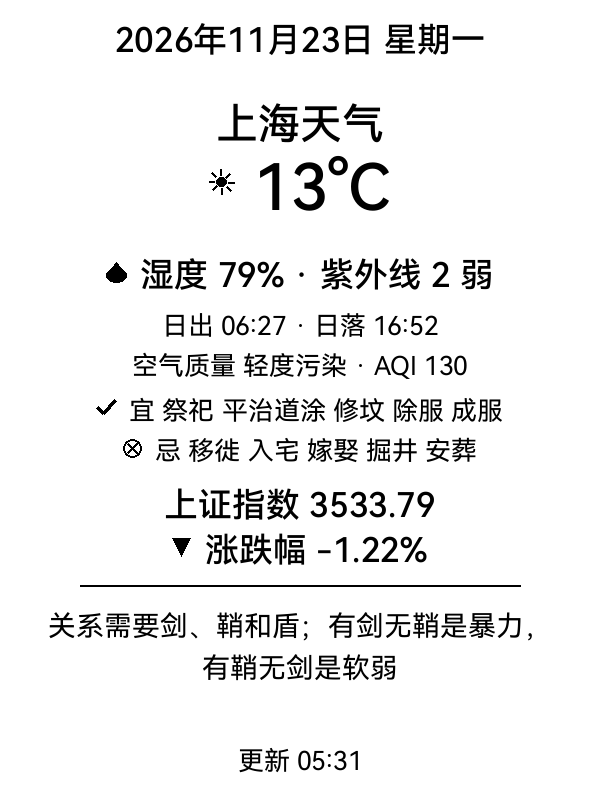 2026年11月23日 星期一
上海天气
13°C
湿度 79% · 紫外线 2 弱
日出 06:27 · 日落 16:52
空气质量 轻度污染 · AQI 130
宜 祭祀 平治道涂 修坟 除服 成服
忌 移徙 入宅 嫁娶 掘井 安葬
上证指数 3533.79
▼ 涨跌幅 -1.22%
关系需要剑、鞘和盾；有剑无鞘是暴力，
有鞘无剑是软弱
更新 05:31